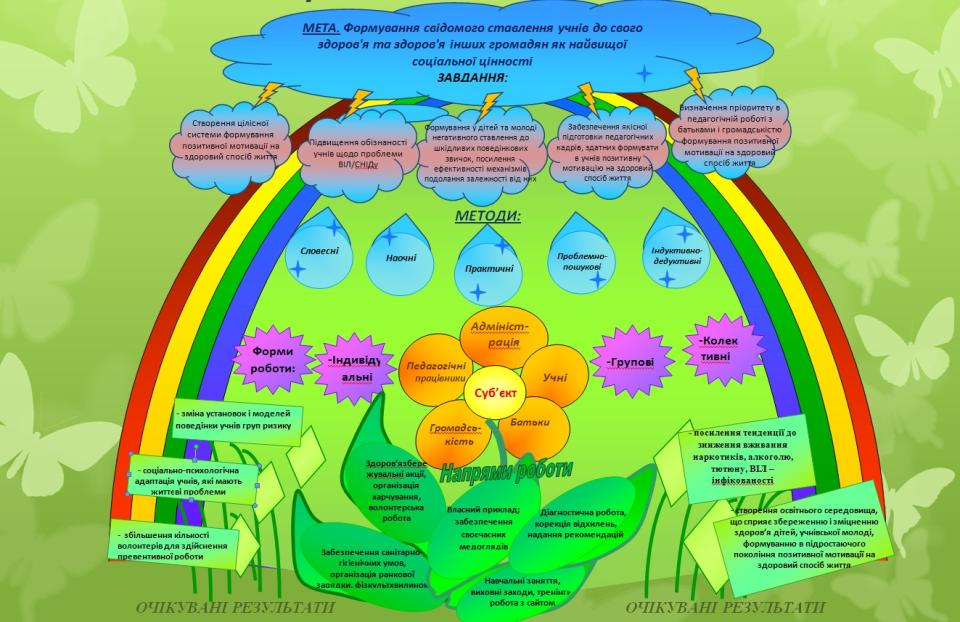 МЕТА. Формування свідомого ставлення учнів до свого
здоров'я та здоров'я інших громадян як найвищої
соціальної цінності
ЗАВДАННЯ:
Створення цілісної
системи формування
позитивної мотивації на
здоровий спосіб життя
Підвищення обізнаності
учнів щодо проблеми
ВІЛ/СНІДу
Формування у дітей та молоді
негативного ставлення до
шкідливих поведінкових
звичок, посилення
ефективності механізмів
подолання залежності від них
Забезпечення якісної
підготовки педагогічних
кадрів, здатних формувати
в учнів позитивну
мотивацію на здоровий
спосіб життя
Визначення пріоритету в
педагогічній роботі з
батьками і громадськістю
формування позитивної
мотивації на здоровий
спосіб життя
МЕТОДИ:
Словесні
Наочні
Практичні
Проблемно-
пошукові
Індуктивно-
дедуктивні
Форми
роботи:
-Індивіду
альні
-Групові
-Колек
тивні
Адмініст-
рація
Педагогічні
працівники
Учні
Суб'єкт
Громадсь-
кість
Батьки
Напрями роботи
- зміна установок і моделей
поведінки учнів груп ризику
- соціально-психологічна
адаптація учнів, які мають
життєві проблеми
- збільшення кількості
волонтерів для здійснення
превентивної роботи
Здоров'язбере
жувальні акції,
організація
харчування,
волонтерська
робота
Власний приклад;
забезпечення
своєчасних
медоглядів
Діагностична робота,
корекція відхилень,
надання рекомендацій
Забезпечення санітарно
гігієнічних умов,
організація ранкової
зарядки, фізкультхвилинок
Навчальні заняття,
виховні заходи, тренінги
робота з сайтом
- посилення тенденції до
зниження вживання
наркотиків, алкоголю,
тютюну, ВІЛ –
інфікованості
- створення освітнього середовища,
що сприяє збереженню і зміцненню
здоров'я дітей, учнівської молоді,
формуванню в підростаючого
покоління позитивної мотивації на
здоровий спосіб життя
ОЧІКУВАНІ РЕЗУЛЬТАТИ
ОЧІКУВАНІ РЕЗУЛЬТАТИ